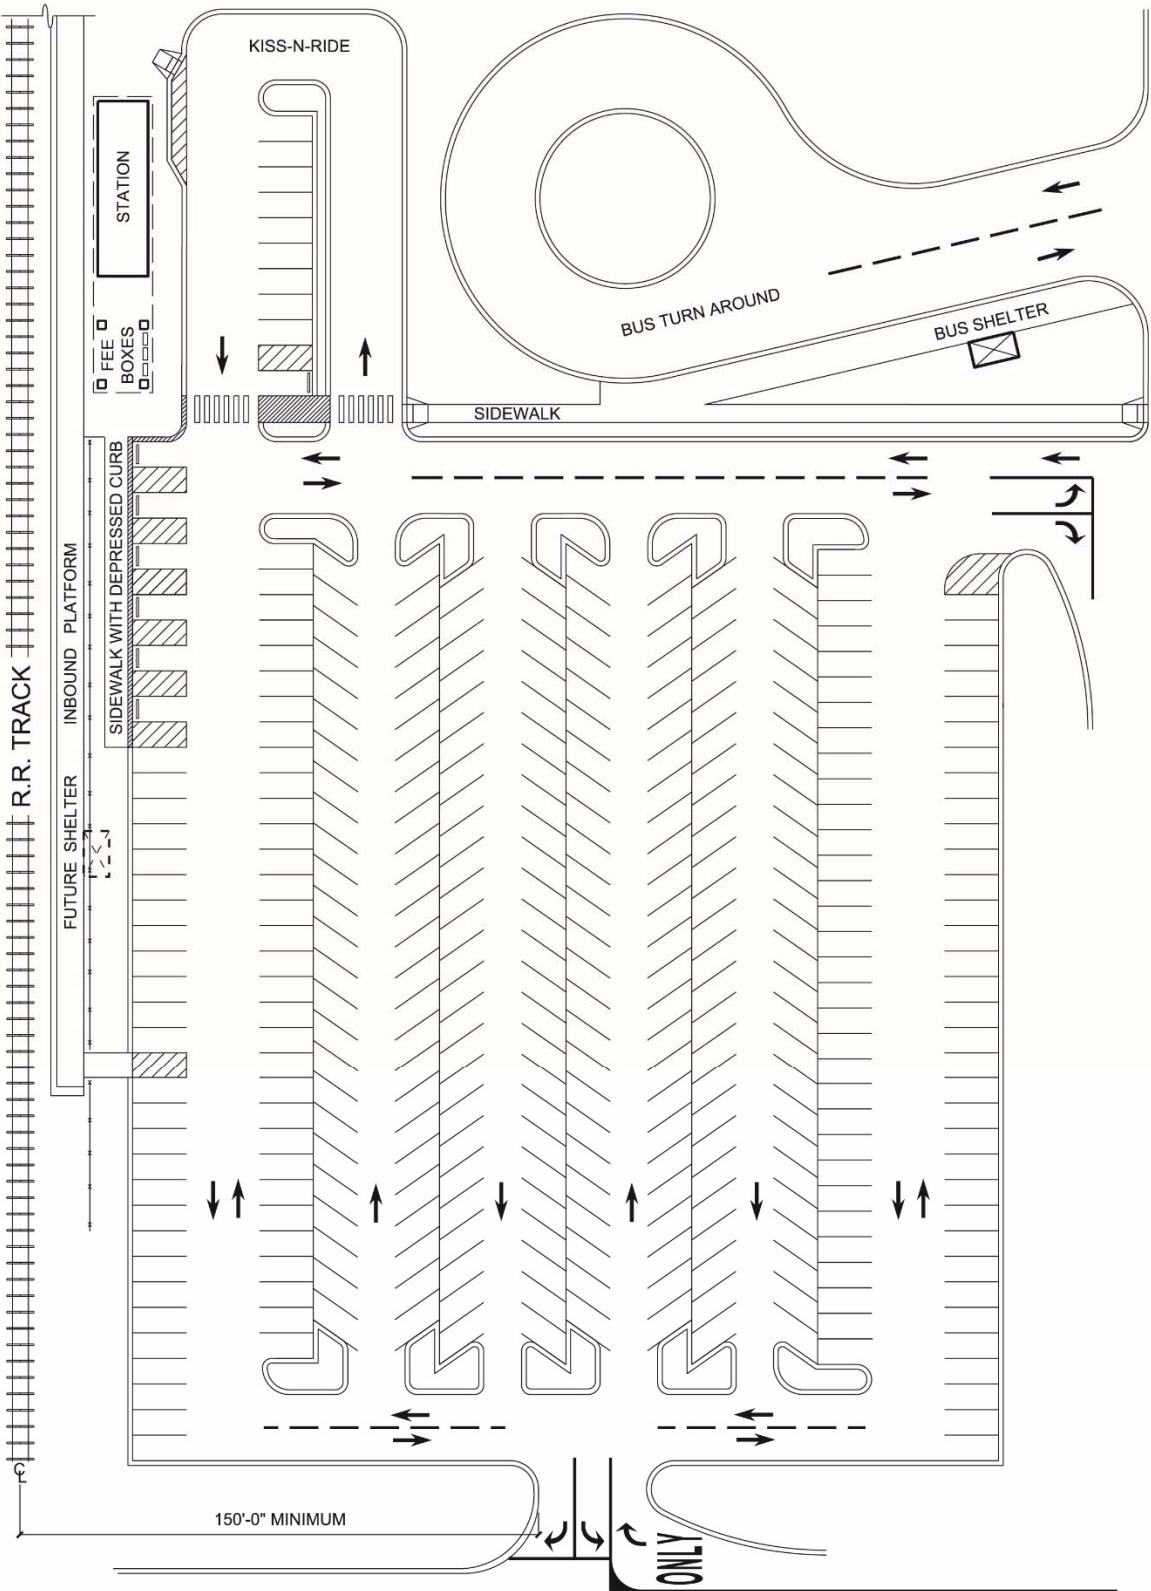 KISS-N-RIDE
STATION
FEE
BOXES
BUS TURN AROUND
BUS SHELTER
SIDEWALK
SIDEWALK WITH DEPRESSED CURB
INBOUND PLATFORM
R.R. TRACK
FUTURE SHELTER
CL
150'-0" MINIMUM
ONLY